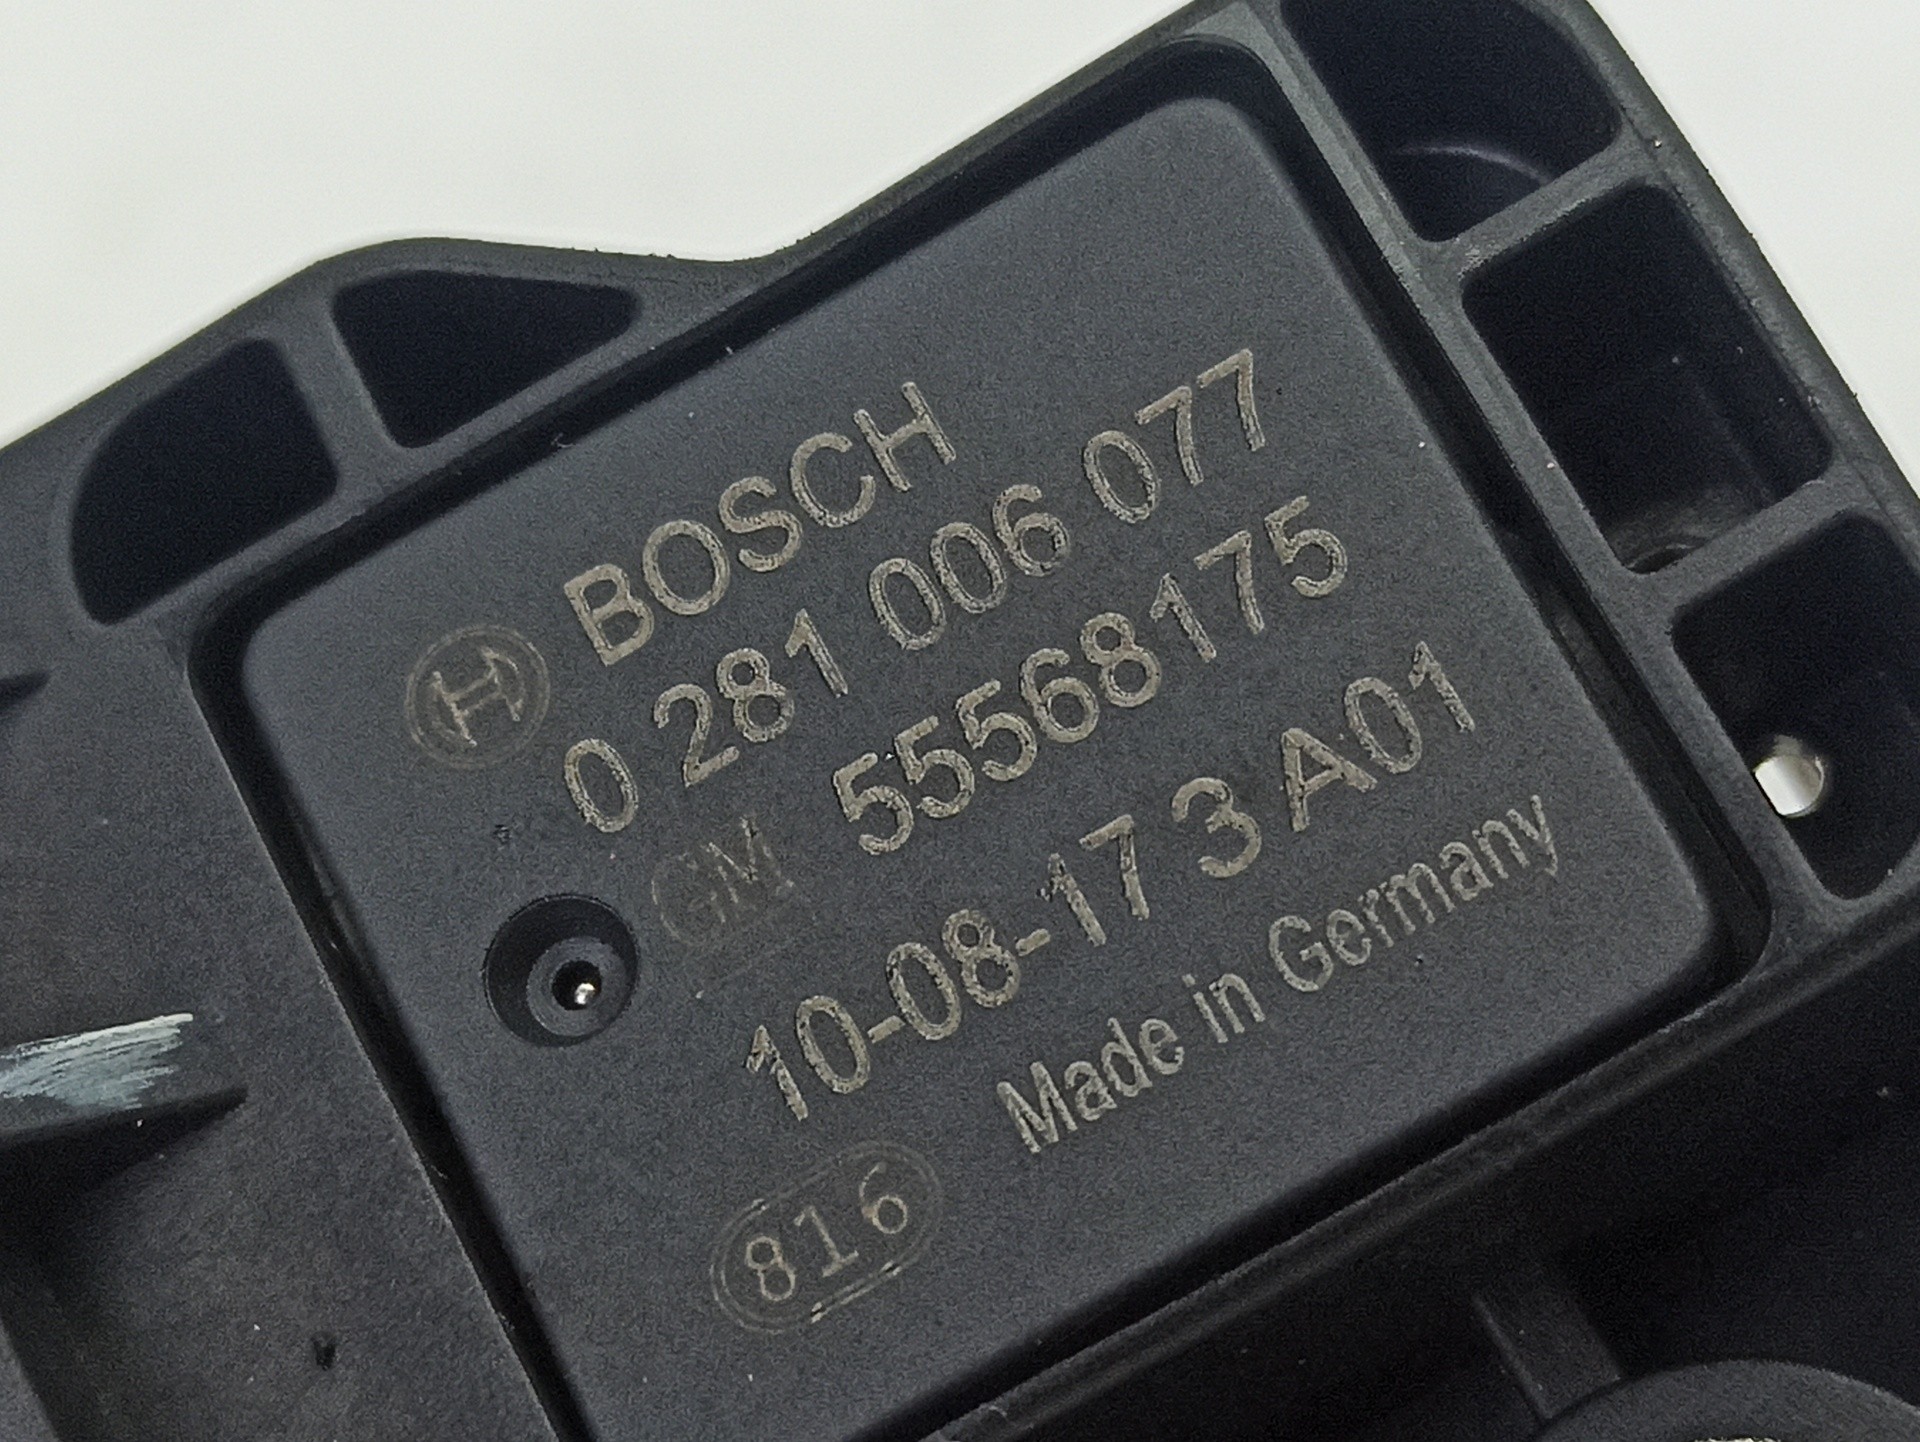 BOSCH
0 281 006 077
GM 55568175
10-08-17 3 A01
Made in Germany
816